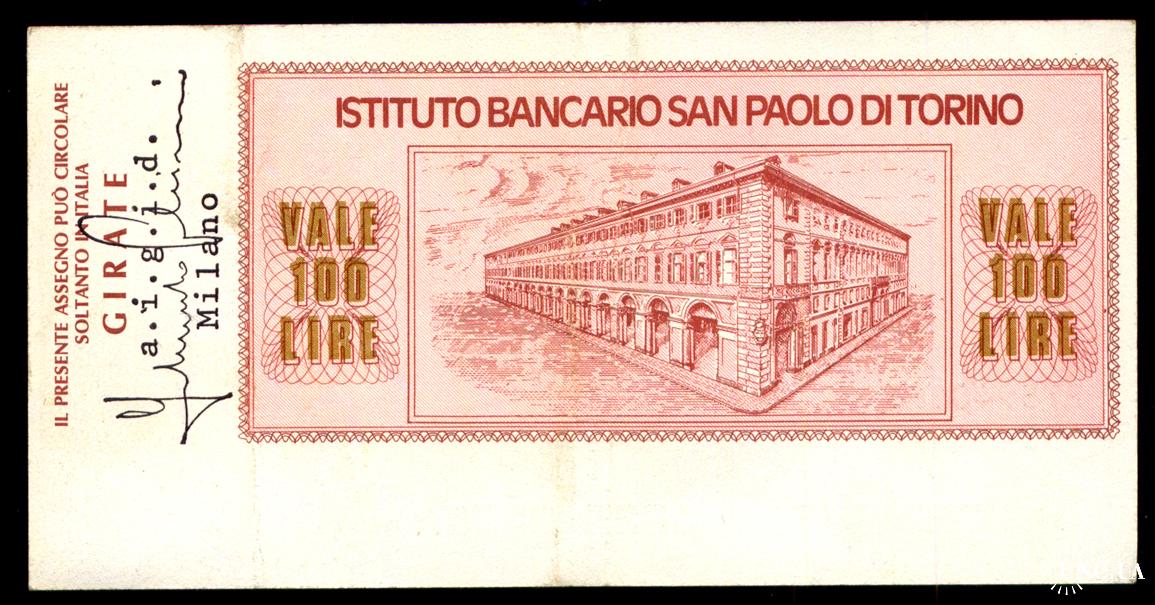 IL PRESENTE ASSEGNO PUÒ CIRCOLARE
SOLTANTO IN ITALIA
GIRATE
a.i.g.i.d.
Milano
ISTITUTO BANCARIO SAN PAOLO DI TORINO
VALE
100
LIRE
VALE
100
LIRE